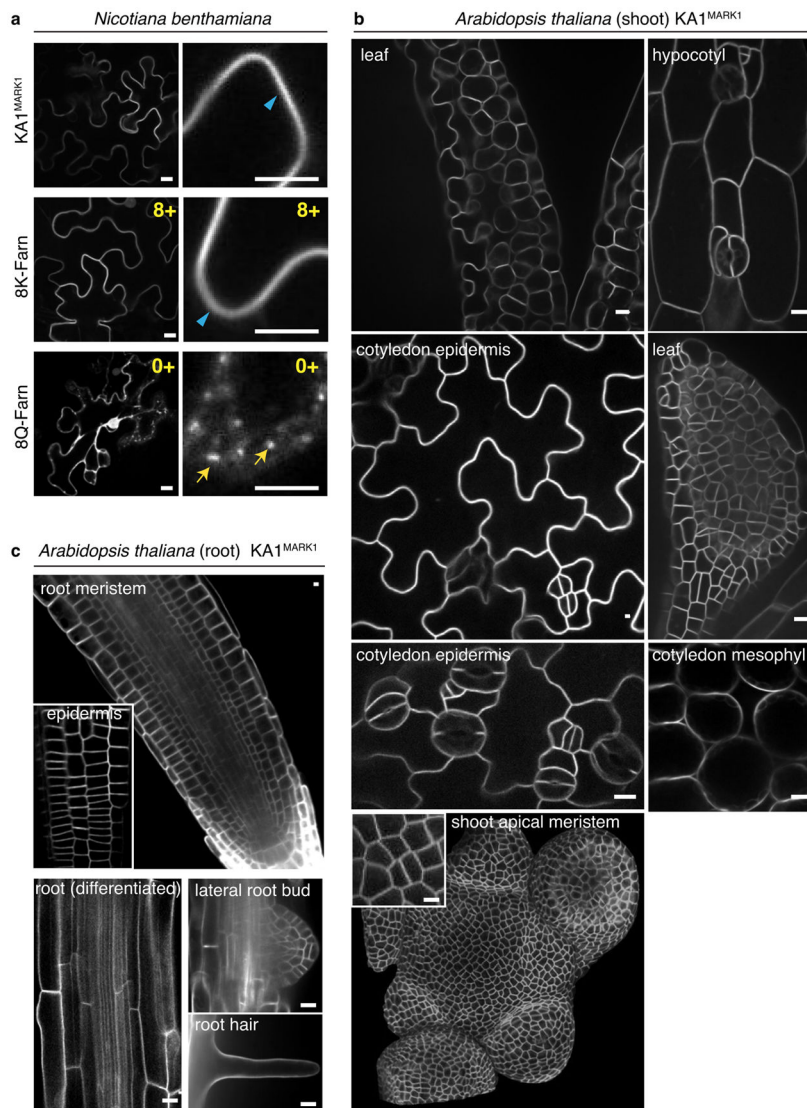 a
Nicotiana benthamiana
KA1MARK1
8+
8+
8K-Farn
0+
0+
8Q-Farn
b
Arabidopsis thaliana (shoot) KA1MARK1
leaf
hypocotyl
cotyledon epidermis
leaf
cotyledon epidermis
cotyledon mesophyl
shoot apical meristem
c
Arabidopsis thaliana (root) KA1MARK1
root meristem
epidermis
root (differentiated)
lateral root bud
root hair